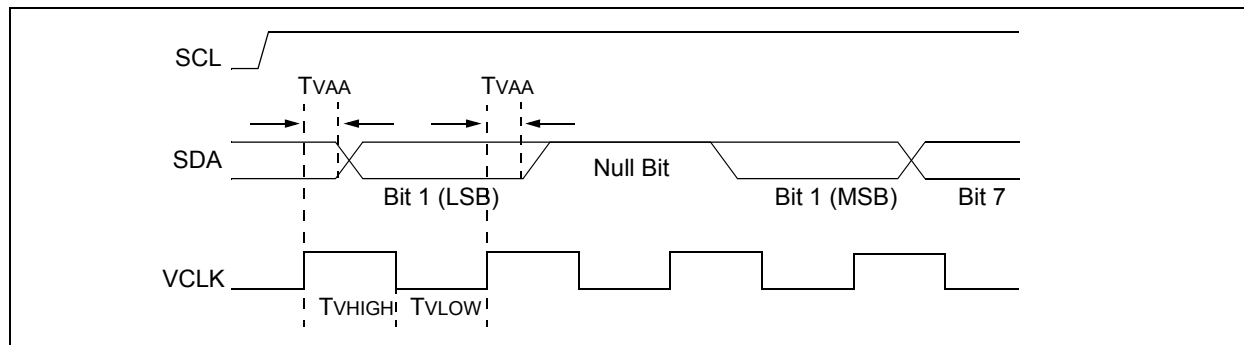 SCL
TVAA TVAA
SDA
Null Bit
Bit 1 (LSB) Bit 1 (MSB) Bit 7
VCLK
TVHIGH TVLOW